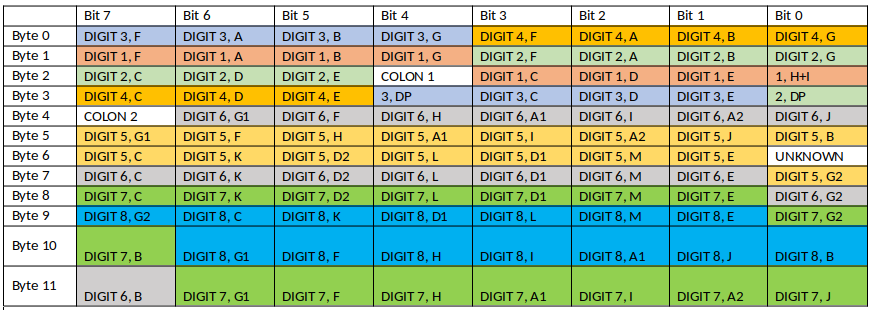 Bit 7 Bit 6 Bit 5 Bit 4 Bit 3 Bit 2 Bit 1 Bit 0
Byte 0 DIGIT 3, F DIGIT 3, A DIGIT 3, B DIGIT 3, G DIGIT 4, F DIGIT 4, A DIGIT 4, B DIGIT 4, G
Byte 1 DIGIT 1, F DIGIT 1, A DIGIT 1, B DIGIT 1, G DIGIT 2, F DIGIT 2, A DIGIT 2, B DIGIT 2, G
Byte 2 DIGIT 2, C DIGIT 2, D DIGIT 2, E COLON 1 DIGIT 1, C DIGIT 1, D DIGIT 1, E 1, H+I
Byte 3 DIGIT 4, C DIGIT 4, D DIGIT 4, E 3, DP DIGIT 3, C DIGIT 3, D DIGIT 3, E 2, DP
Byte 4 COLON 2 DIGIT 6, G1 DIGIT 6, F DIGIT 6, H DIGIT 6, A1 DIGIT 6, I DIGIT 6, A2 DIGIT 6, J
Byte 5 DIGIT 5, G1 DIGIT 5, F DIGIT 5, H DIGIT 5, A1 DIGIT 5, I DIGIT 5, A2 DIGIT 5, J DIGIT 5, B
Byte 6 DIGIT 5, C DIGIT 5, K DIGIT 5, D2 DIGIT 5, L DIGIT 5, D1 DIGIT 5, M DIGIT 5, E UNKNOWN
Byte 7 DIGIT 6, C DIGIT 6, K DIGIT 6, D2 DIGIT 6, L DIGIT 6, D1 DIGIT 6, M DIGIT 6, E DIGIT 5, G2
Byte 8 DIGIT 7, C DIGIT 7, K DIGIT 7, D2 DIGIT 7, L DIGIT 7, D1 DIGIT 7, M DIGIT 7, E DIGIT 6, G2
Byte 9 DIGIT 8, G2 DIGIT 8, C DIGIT 8, K DIGIT 8, D1 DIGIT 8, L DIGIT 8, M DIGIT 8, E DIGIT 7, G2
Byte 10 DIGIT 7, B DIGIT 8, G1 DIGIT 8, F DIGIT 8, H DIGIT 8, I DIGIT 8, A1 DIGIT 8, J DIGIT 8, B
Byte 11 DIGIT 6, B DIGIT 7, G1 DIGIT 7, F DIGIT 7, H DIGIT 7, A1 DIGIT 7, I DIGIT 7, A2 DIGIT 7, J